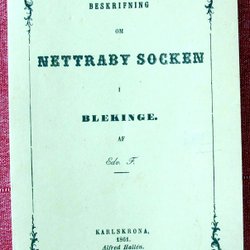 BESKRIFNING
OM
NETTRABY SOCKEN
I
BLEKINGE.
AF
Edv. F.
KARLSKRONA,
1861.
Alfred Hallén.